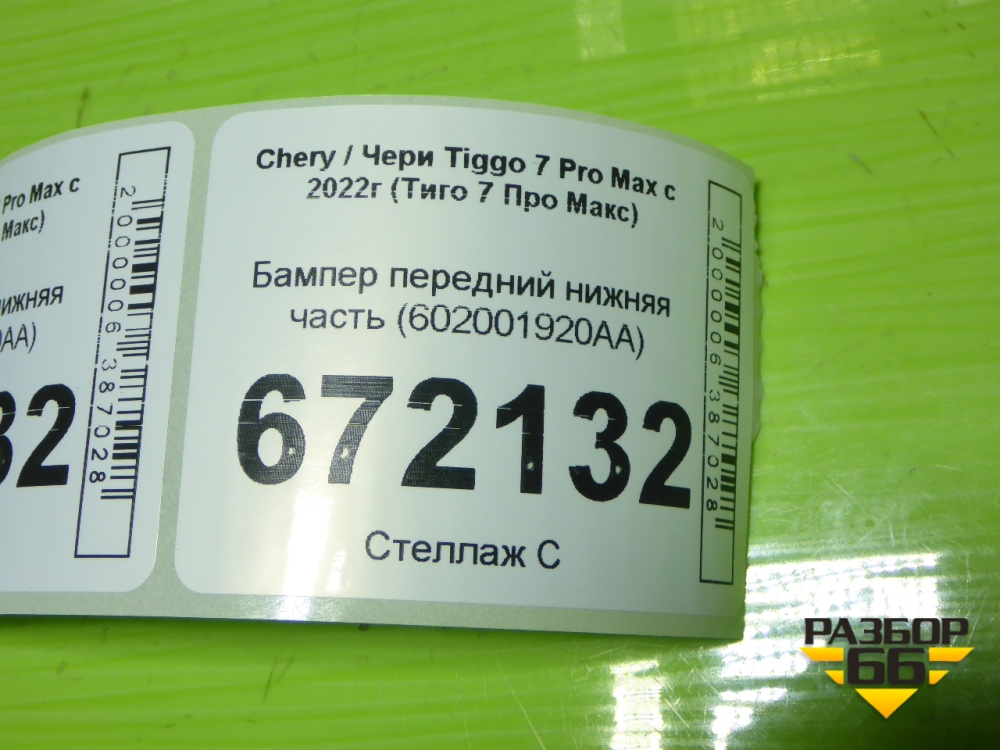 Pro Max с
Макс)
нижняя
0AA)
32
2000006387028
Chery / Чери Tiggo 7 Pro Max с
2022г (Тиго 7 Про Макс)
Бампер передний нижняя
часть (602001920AA)
672132
Стеллаж С
2000006387028
РАЗБОР
66